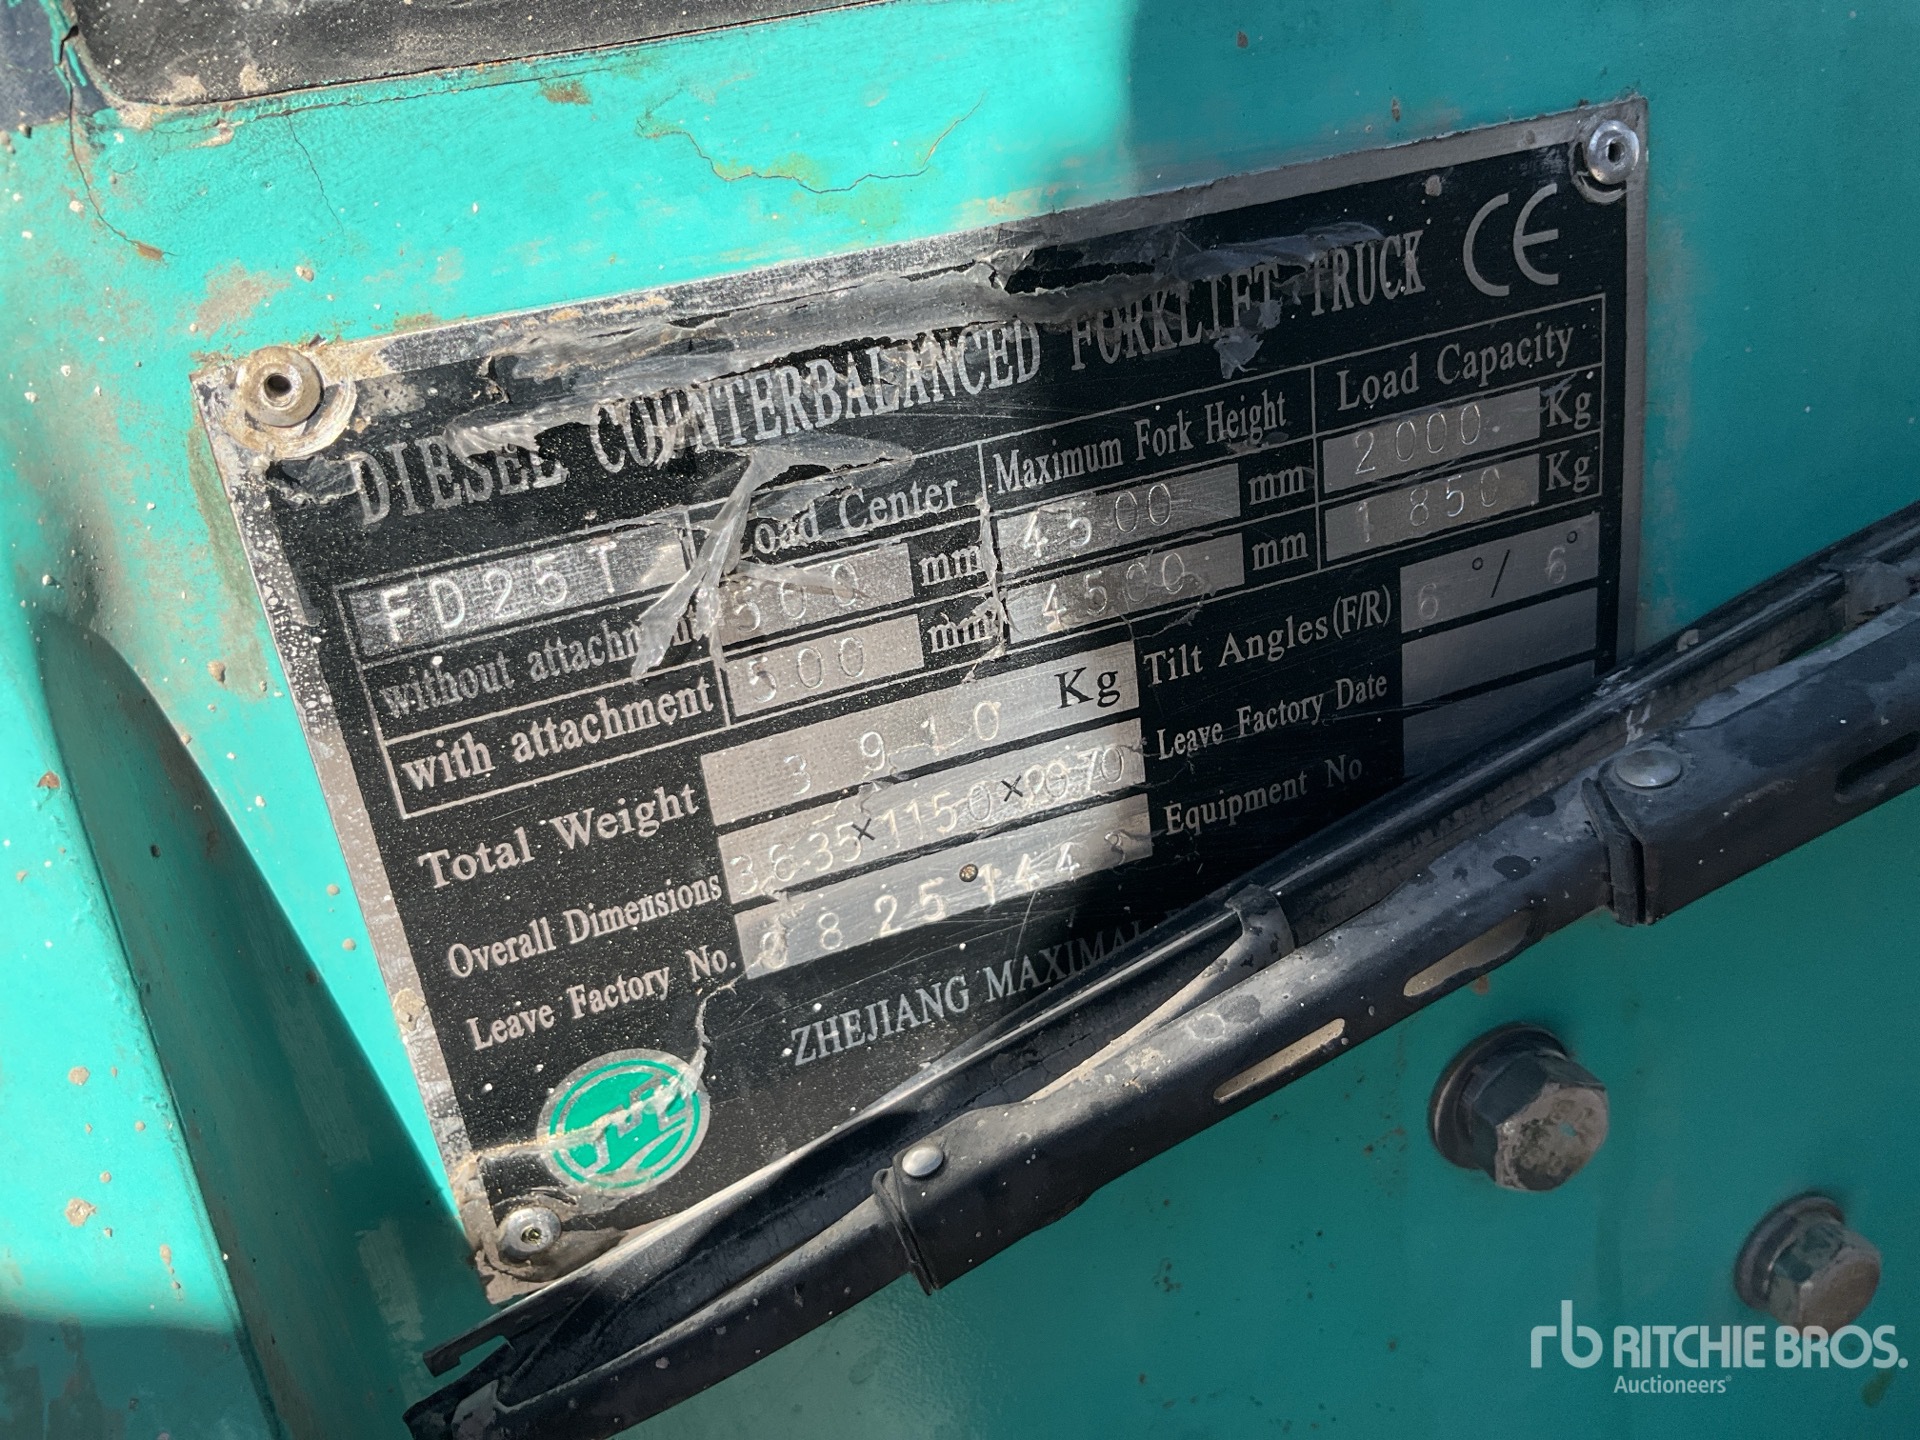 DIESEL COUNTERBALANCED FORKLIFT TRUCK CE
FD25T Load Center Maximum Fork Height Load Capacity
without attachment 500 mm 4500 mm 2000 Kg
with attachment 500 mm 4500 mm 1850 Kg
Total Weight 3910 Kg Tilt Angles (F/R) 6°/6°
Overall Dimensions 3635×1150×2070 Leave Factory Date
Leave Factory No. Equipment No
ZHEJIANG MAXIMAL
rb RITCHIE BROS.
Auctioneers